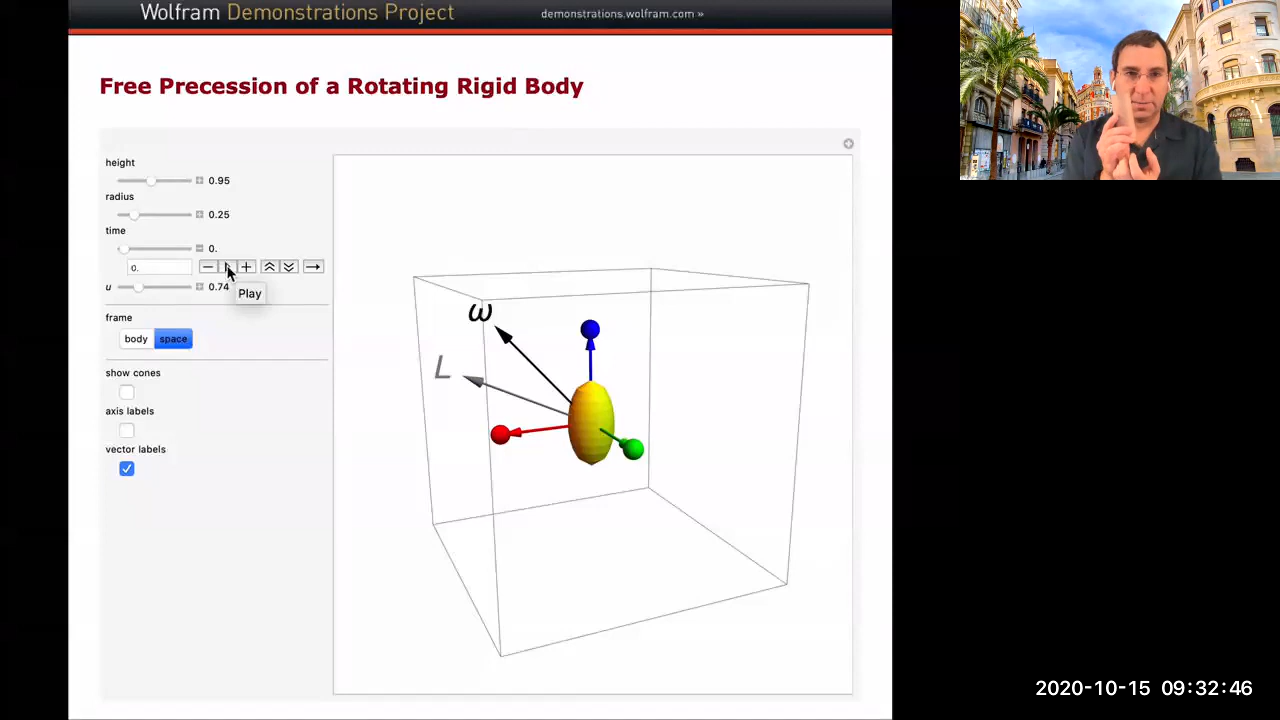 Wolfram Demonstrations Project
demonstrations.wolfram.com »
Free Precession of a Rotating Rigid Body
height
0.95
radius
0.25
time
0.
0.
u
0.74
Play
frame
body
space
show cones
axis labels
vector labels
ω
L
2020-10-15 09:32:46